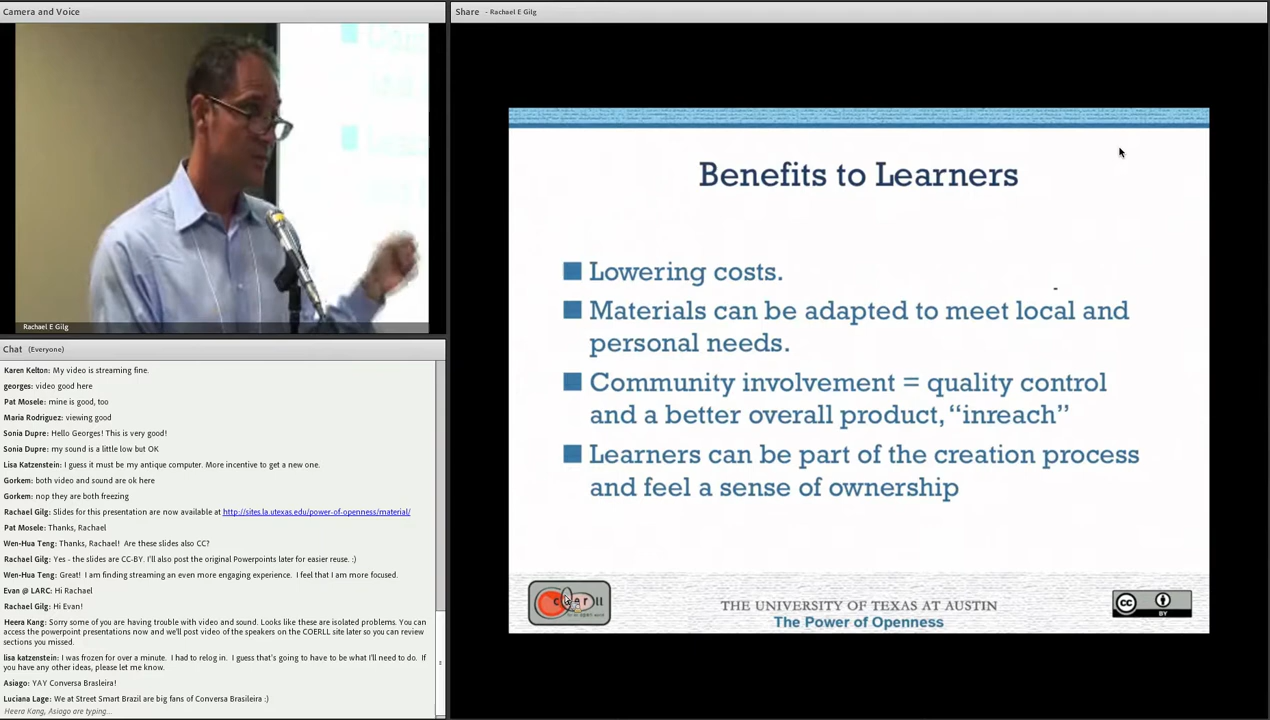 Camera and Voice
Rachael E Gilg
Chat (Everyone)
Karen Kelton: My video is streaming fine.
georges: video good here
Pat Mosele: mine is good, too
Maria Rodriguez: viewing good
Sonia Dupre: Hello Georges! This is very good!
Sonia Dupre: my sound is a little low but OK
Lisa Katzenstein: I guess it must be my antique computer. More incentive to get a new one.
Gorkem: both video and sound are ok here
Gorkem: nop they are both freezing
Rachael Gilg: Slides for this presentation are now available at http://sites.la.utexas.edu/power-of-openness/material/
Pat Mosele: Thanks, Rachael
Wen-Hua Teng: Thanks, Rachael! Are these slides also CC?
Rachael Gilg: Yes - the slides are CC-BY. I'll also post the original Powerpoints later for easier reuse. :)
Wen-Hua Teng: Great! I am finding streaming an even more engaging experience. I feel that I am more focused.
Evan @ LARC: Hi Rachael
Rachael Gilg: Hi Evan!
Heera Kang: Sorry some of you are having trouble with video and sound. Looks like these are isolated problems. You can
access the powerpoint presentations now and we'll post video of the speakers on the COERLL site later so you can review
sections you missed.
lisa katzenstein: I was frozen for over a minute. I had to relog in. I guess that's going to have to be what I'll need to do. If
you have any other ideas, please let me know.
Asiago: YAY Conversa Brasleira!
Luciana Lage: We at Street Smart Brazil are big fans of Conversa Brasileira :)
Heera Kang, Asiago are typing...
Share - Rachael E Gilg
Benefits to Learners
Lowering costs.
Materials can be adapted to meet local and
personal needs.
Community involvement = quality control
and a better overall product, “inreach”
Learners can be part of the creation process
and feel a sense of ownership
THE UNIVERSITY OF TEXAS AT AUSTIN
The Power of Openness
cc
BY